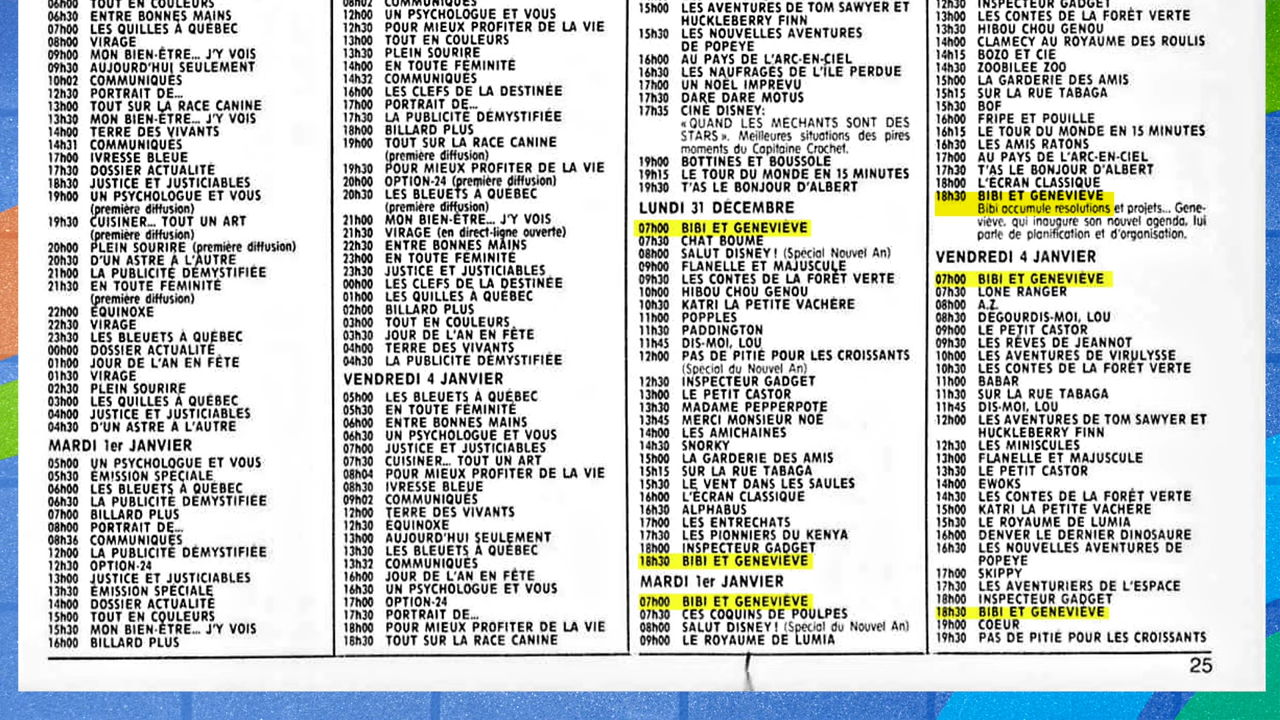 06h00 TOUT EN COULEURS
06h30 ENTRE BONNES MAINS
07h00 LES QUILLES À QUÉBEC
08h00 VIRAGE
09h00 MON BIEN-ÊTRE... J'Y VOIS
09h30 AUJOURD'HUI SEULEMENT
10h02 COMMUNIQUÉS
12h30 PORTRAIT DE...
13h00 TOUT SUR LA RACE CANINE
13h30 MON BIEN-ÊTRE... J'Y VOIS
14h00 TERRE DES VIVANTS
14h31 COMMUNIQUÉS
17h00 IVRESSE BLEUE
17h30 DOSSIER ACTUALITÉ
18h30 JUSTICE ET JUSTICIABLES
19h00 UN PSYCHOLOGUE ET VOUS
(première diffusion)
19h30 CUISINER... TOUT UN ART
(première diffusion)
20h00 PLEIN SOURIRE (première diffusion)
20h30 D'UN ASTRE À L'AUTRE
21h00 LA PUBLICITÉ DÉMYSTIFIÉE
21h30 EN TOUTE FÉMINITÉ
(première diffusion)
22h00 ÉQUINOXE
22h30 VIRAGE
23h30 LES BLEUETS À QUÉBEC
00h00 DOSSIER ACTUALITÉ
01h00 JOUR DE L'AN EN FÊTE
01h30 VIRAGE
02h30 PLEIN SOURIRE
03h00 LES QUILLES À QUÉBEC
04h00 JUSTICE ET JUSTICIABLES
04h30 D'UN ASTRE À L'AUTRE
MARDI 1er JANVIER
05h00 UN PSYCHOLOGUE ET VOUS
05h30 ÉMISSION SPÉCIALE
06h00 LES BLEUETS À QUÉBEC
06h30 LA PUBLICITÉ DÉMYSTIFIÉE
07h00 BILLARD PLUS
08h00 PORTRAIT DE...
08h36 COMMUNIQUÉS
12h00 LA PUBLICITÉ DÉMYSTIFIÉE
12h30 OPTION-24
13h00 JUSTICE ET JUSTICIABLES
13h30 ÉMISSION SPÉCIALE
14h00 DOSSIER ACTUALITÉ
15h00 TOUT EN COULEURS
15h30 MON BIEN-ÊTRE... J'Y VOIS
16h00 BILLARD PLUS
08h02 COMMUNIQUÉS
12h00 UN PSYCHOLOGUE ET VOUS
12h30 POUR MIEUX PROFITER DE LA VIE
13h00 TOUT EN COULEURS
13h30 PLEIN SOURIRE
14h00 EN TOUTE FÉMINITÉ
14h32 COMMUNIQUÉS
16h00 LES CLEFS DE LA DESTINÉE
17h00 PORTRAIT DE...
17h30 LA PUBLICITÉ DÉMYSTIFIÉE
18h00 BILLARD PLUS
19h00 TOUT SUR LA RACE CANINE
(première diffusion)
19h30 POUR MIEUX PROFITER DE LA VIE
20h00 OPTION-24 (première diffusion)
20h30 LES BLEUETS À QUÉBEC
(première diffusion)
21h00 MON BIEN-ÊTRE... J'Y VOIS
21h30 VIRAGE (en direct-ligne ouverte)
22h30 ENTRE BONNES MAINS
23h00 EN TOUTE FÉMINITÉ
23h30 JUSTICE ET JUSTICIABLES
00h00 LES CLEFS DE LA DESTINÉE
01h00 LES QUILLES À QUÉBEC
02h00 BILLARD PLUS
03h00 TOUT EN COULEURS
03h30 JOUR DE L'AN EN FÊTE
04h00 TERRE DES VIVANTS
04h30 LA PUBLICITÉ DÉMYSTIFIÉE
VENDREDI 4 JANVIER
05h00 LES BLEUETS À QUÉBEC
05h30 EN TOUTE FÉMINITÉ
06h00 ENTRE BONNES MAINS
06h30 UN PSYCHOLOGUE ET VOUS
07h00 JUSTICE ET JUSTICIABLES
07h30 CUISINER... TOUT UN ART
08h04 POUR MIEUX PROFITER DE LA VIE
08h30 IVRESSE BLEUE
09h02 COMMUNIQUÉS
12h00 TERRE DES VIVANTS
12h30 ÉQUINOXE
13h00 AUJOURD'HUI SEULEMENT
13h30 LES BLEUETS À QUÉBEC
13h32 COMMUNIQUÉS
16h00 JOUR DE L'AN EN FÊTE
16h30 UN PSYCHOLOGUE ET VOUS
17h00 OPTION-24
17h30 PORTRAIT DE...
18h00 POUR MIEUX PROFITER DE LA VIE
18h30 TOUT SUR LA RACE CANINE
15h00 LES AVENTURES DE TOM SAWYER ET
HUCKLEBERRY FINN
15h30 LES NOUVELLES AVENTURES
DE POPEYE
16h00 AU PAYS DE L'ARC-EN-CIEL
16h30 LES NAUFRAGÉS DE L'ÎLE PERDUE
17h00 UN NOËL IMPRÉVU
17h30 DARE DARE MOTUS
17h35 CINÉ DISNEY:
«QUAND LES MÉCHANTS SONT DES
STARS». Meilleures situations des pires
moments du Capitaine Crochet.
19h00 BOTTINES ET BOUSSOLE
19h15 LE TOUR DU MONDE EN 15 MINUTES
19h30 T'AS LE BONJOUR D'ALBERT
LUNDI 31 DÉCEMBRE
07h00 BIBI ET GENEVIÈVE
07h30 CHAT BOUME
08h00 SALUT DISNEY! (Spécial Nouvel An)
09h00 FLANELLE ET MAJUSCULE
09h30 LES CONTES DE LA FORÊT VERTE
10h00 HIBOU CHOU GENOU
10h30 KATRI LA PETITE VACHÈRE
11h00 POPPLES
11h30 PADDINGTON
11h45 DIS-MOI, LOU
12h00 PAS DE PITIÉ POUR LES CROISSANTS
(Spécial du Nouvel An)
12h30 INSPECTEUR GADGET
13h00 LE PETIT CASTOR
13h30 MADAME PEPPERPOTE
13h45 MERCI MONSIEUR NOÉ
14h00 LES AMICHAINES
14h30 SNORKY
15h00 LA GARDERIE DES AMIS
15h15 SUR LA RUE TABAGA
15h30 LE VENT DANS LES SAULES
16h00 L'ÉCRAN CLASSIQUE
16h30 ALPHABUS
17h00 LES ENTRECHATS
17h30 LES PIONNIERS DU KENYA
18h00 INSPECTEUR GADGET
18h30 BIBI ET GENEVIÈVE
MARDI 1er JANVIER
07h00 BIBI ET GENEVIÈVE
07h30 CES COQUINS DE POULPES
08h00 SALUT DISNEY! (Spécial du Nouvel An)
09h00 LE ROYAUME DE LUMIA
12h30 INSPECTEUR GADGET
13h00 LES CONTES DE LA FORÊT VERTE
13h30 HIBOU CHOU GENOU
14h00 CLAMECY AU ROYAUME DES ROULIS
14h15 BOZO ET CIE
14h30 ZOOBILEE ZOO
15h00 LA GARDERIE DES AMIS
15h15 SUR LA RUE TABAGA
15h30 BOF
16h00 FRIPE ET POUILLE
16h15 LE TOUR DU MONDE EN 15 MINUTES
16h30 LES AMIS RATONS
17h00 AU PAYS DE L'ARC-EN-CIEL
17h30 T'AS LE BONJOUR D'ALBERT
18h00 L'ÉCRAN CLASSIQUE
18h30 BIBI ET GENEVIÈVE
Bibi accumule résolutions et projets... Gene-
viève, qui inaugure son nouvel agenda, lui
parle de planification et d'organisation.
VENDREDI 4 JANVIER
07h00 BIBI ET GENEVIÈVE
07h30 LONE RANGER
08h00 A.Z.
08h30 DÉGOURDIS-MOI, LOU
09h00 LE PETIT CASTOR
09h30 LES RÊVES DE JEANNOT
10h00 LES AVENTURES DE VIRULYSSE
10h30 LES CONTES DE LA FORÊT VERTE
11h00 BABAR
11h30 SUR LA RUE TABAGA
11h45 DIS-MOI, LOU
12h00 LES AVENTURES DE TOM SAWYER ET
HUCKLEBERRY FINN
12h30 LES MINISCULES
13h00 FLANELLE ET MAJUSCULE
13h30 LE PETIT CASTOR
14h00 EWOKS
14h30 LES CONTES DE LA FORÊT VERTE
15h00 KATRI LA PETITE VACHÈRE
15h30 LE ROYAUME DE LUMIA
16h00 DENVER LE DERNIER DINOSAURE
16h30 LES NOUVELLES AVENTURES DE
POPEYE
17h00 SKIPPY
17h30 LES AVENTURIERS DE L'ESPACE
18h00 INSPECTEUR GADGET
18h30 BIBI ET GENEVIÈVE
19h00 COEUR
19h30 PAS DE PITIÉ POUR LES CROISSANTS
25